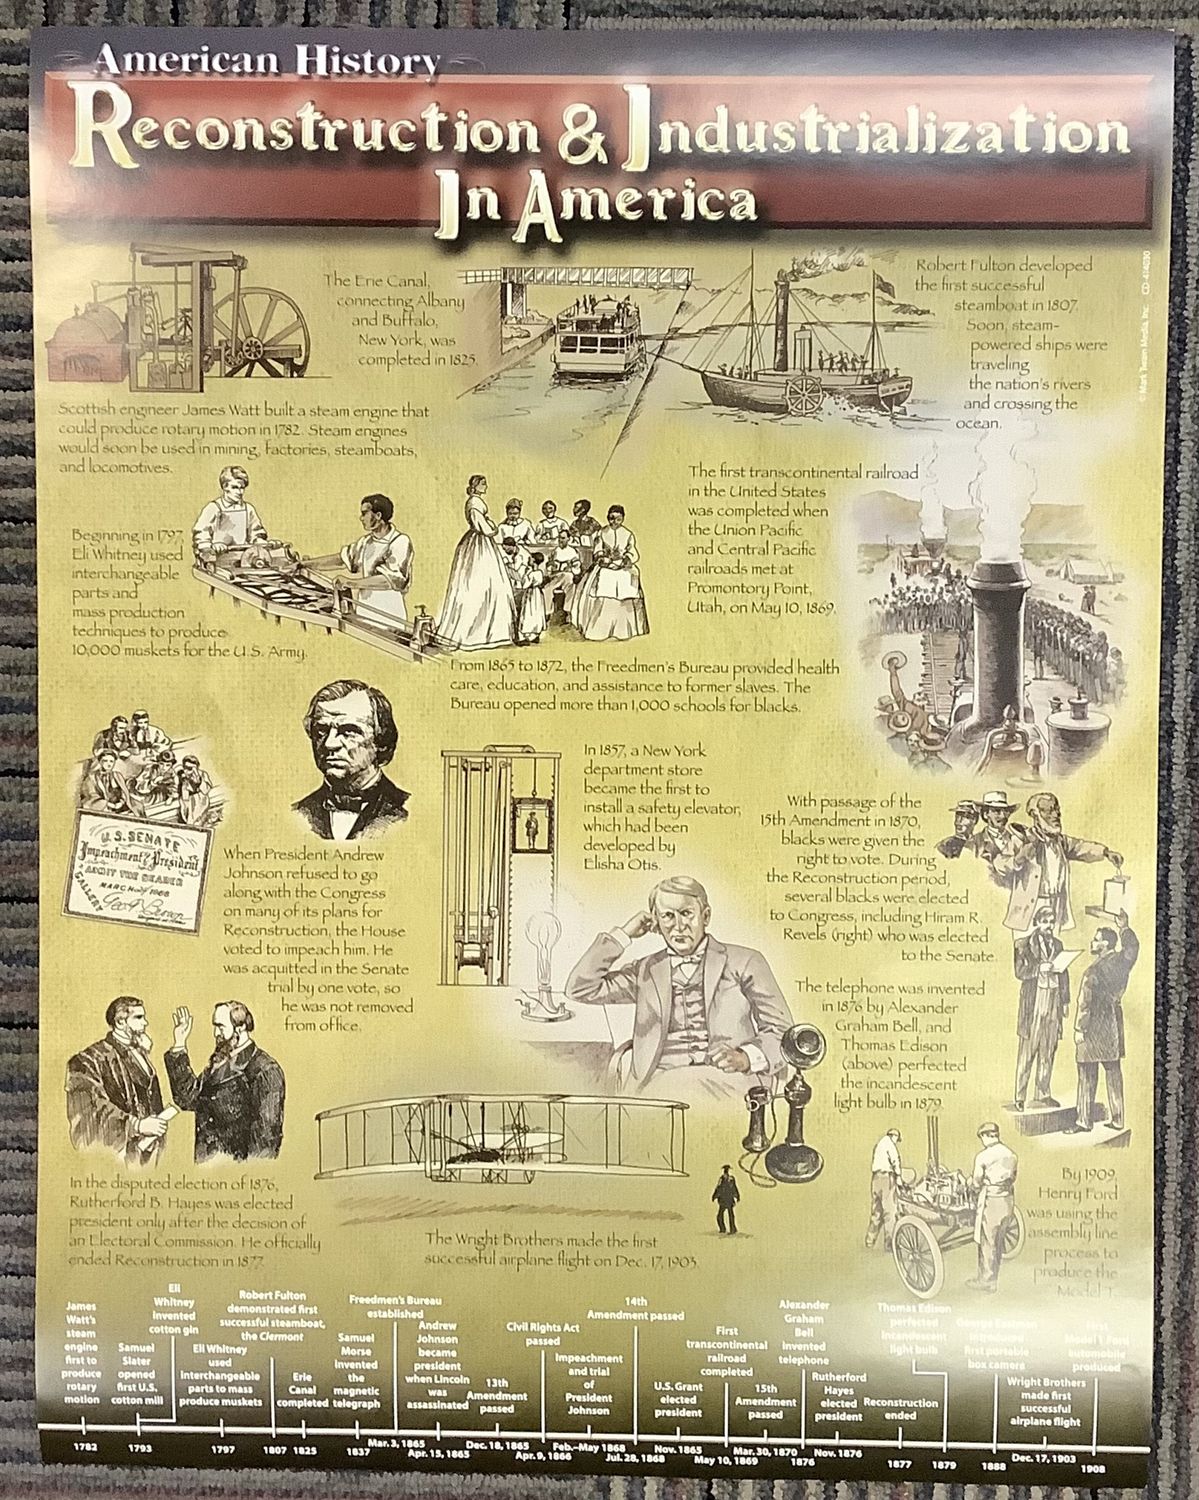 American History
Reconstruction & Industrialization
In America
© Mark Twain Media, Inc. CD-414030
The Erie Canal,
connecting Albany
and Buffalo,
New York, was
completed in 1825.
Robert Fulton developed
the first successful
steamboat in 1807.
Soon, steam-
powered ships were
traveling
the nation's rivers
and crossing the
ocean.
Scottish engineer James Watt built a steam engine that
could produce rotary motion in 1782. Steam engines
would soon be used in mining, factories, steamboats,
and locomotives.
The first transcontinental railroad
in the United States
was completed when
the Union Pacific
and Central Pacific
railroads met at
Promontory Point,
Utah, on May 10, 1869.
Beginning in 1797,
Eli Whitney used
interchangeable
parts and
mass production
techniques to produce
10,000 muskets for the U.S. Army.
From 1865 to 1872, the Freedmen's Bureau provided health
care, education, and assistance to former slaves. The
Bureau opened more than 1,000 schools for blacks.
In 1857, a New York
department store
became the first to
install a safety elevator,
which had been
developed by
Elisha Otis.
With passage of the
15th Amendment in 1870,
blacks were given the
right to vote. During
the Reconstruction period,
several blacks were elected
to Congress, including Hiram R.
Revels (right) who was elected
to the Senate.
U.S. SENATE
Impeachment of President
ADMIT THE BEARER
GALLERY
When President Andrew
Johnson refused to go
along with the Congress
on many of its plans for
Reconstruction, the House
voted to impeach him. He
was acquitted in the Senate
trial by one vote, so
he was not removed
from office.
The telephone was invented
in 1876 by Alexander
Graham Bell, and
Thomas Edison
(above) perfected
the incandescent
light bulb in 1879.
In the disputed election of 1876,
Rutherford B. Hayes was elected
president only after the decision of
an Electoral Commission. He officially
ended Reconstruction in 1877.
The Wright Brothers made the first
successful airplane flight on Dec. 17, 1903.
By 1909,
Henry Ford
was using the
assembly line
process to
produce the
Model T.
James
Watt's
steam
engine
first to
produce
rotary
motion
1782
Samuel
Slater
opened
first U.S.
cotton mill
Eli
Whitney
invented
cotton gin
1793
Eli Whitney
used
interchangeable
parts to mass
produce muskets
1797
Robert Fulton
demonstrated first
successful steamboat,
the Clermont
1807
Erie
Canal
completed
1825
Samuel
Morse
invented
the
magnetic
telegraph
1837
Freedmen's Bureau
established
Mar. 3, 1865
Andrew
Johnson
became
president
when Lincoln
was
assassinated
Apr. 15, 1865
13th
Amendment
passed
Dec. 18, 1865
Civil Rights Act
passed
Apr. 9, 1866
Impeachment
and trial
of
President
Johnson
Feb.–May 1868
14th
Amendment passed
Jul. 28, 1868
U.S. Grant
elected
president
Nov. 1865
First
transcontinental
railroad
completed
May 10, 1869
15th
Amendment
passed
Mar. 30, 1870
Alexander
Graham
Bell
invented
telephone
1876
Rutherford
Hayes
elected
president
Nov. 1876
Reconstruction
ended
1877
Thomas Edison
perfected
incandescent
light bulb
1879
George Eastman
first portable
box camera
1888
Wright Brothers
made first
successful
airplane flight
Dec. 17, 1903
First
Model T Ford
automobile
produced
1908